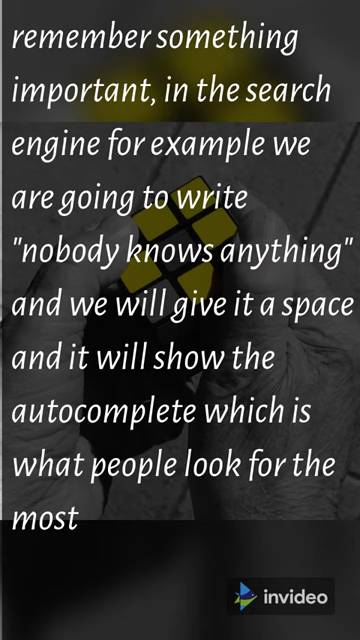 remember something
important, in the search
engine for example we
are going to write
"nobody knows anything"
and we will give it a space
and it will show the
autocomplete which is
what people look for the
most
invideo